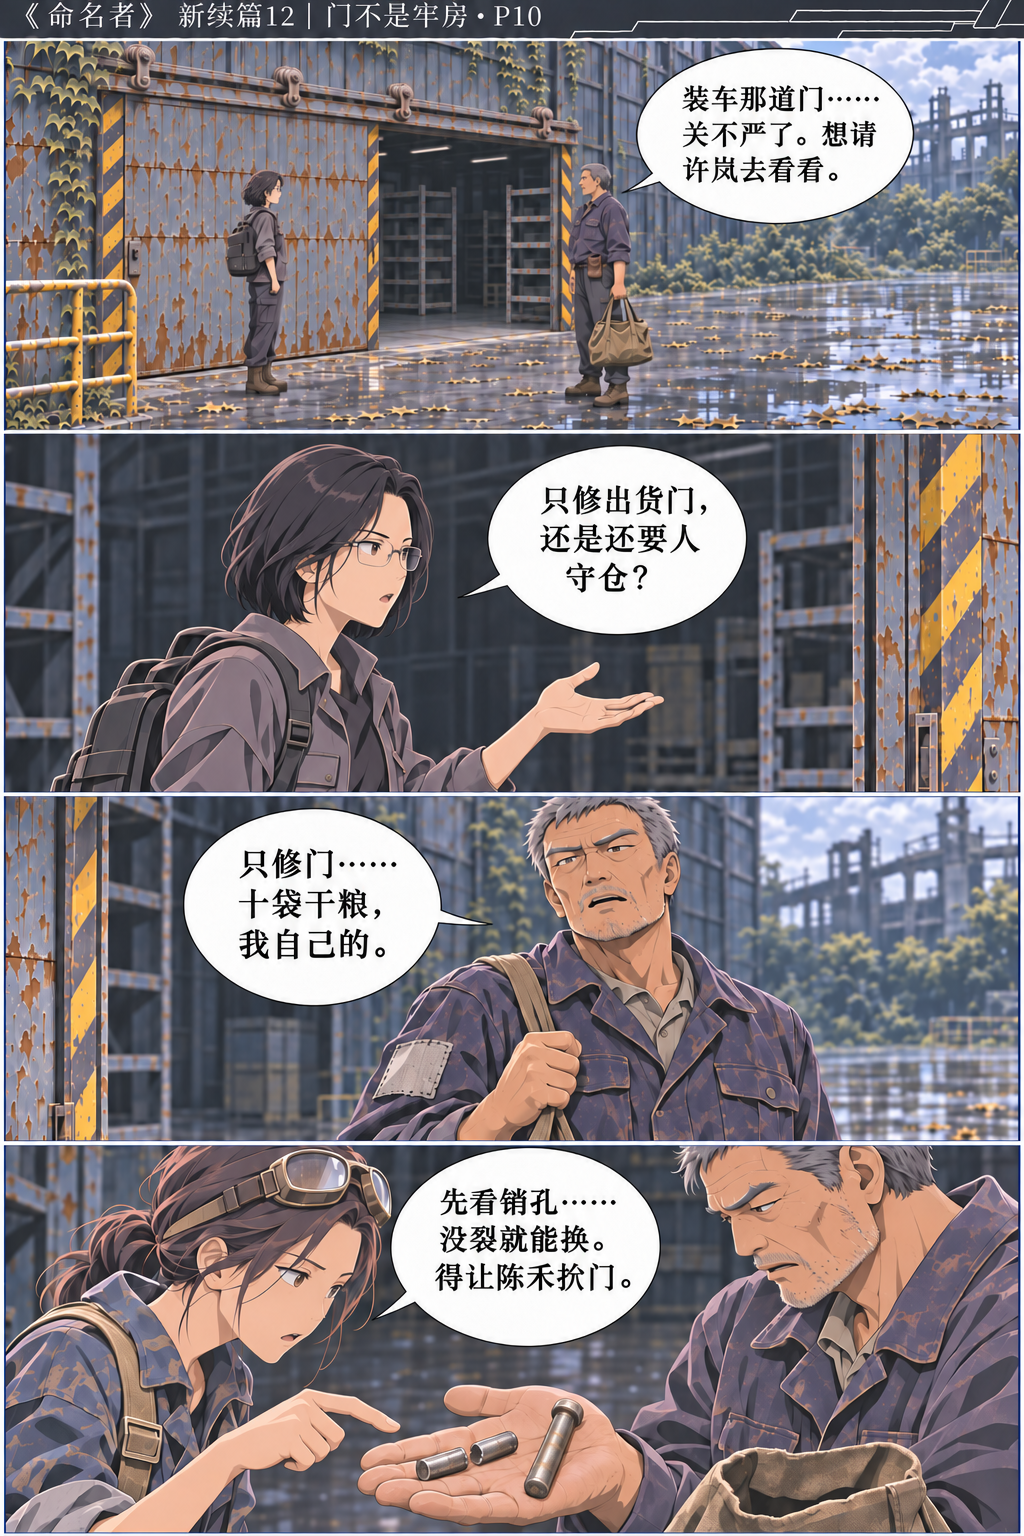 《命名者》 新续篇12｜门不是牢房·P10
装车那道门……
关不严了。想请
许岚去看看。
只修出货门，
还是还要人
守仓？
只修门……
十袋干粮，
我自己的。
先看销孔……
没裂就能换。
得让陈禾扒门。